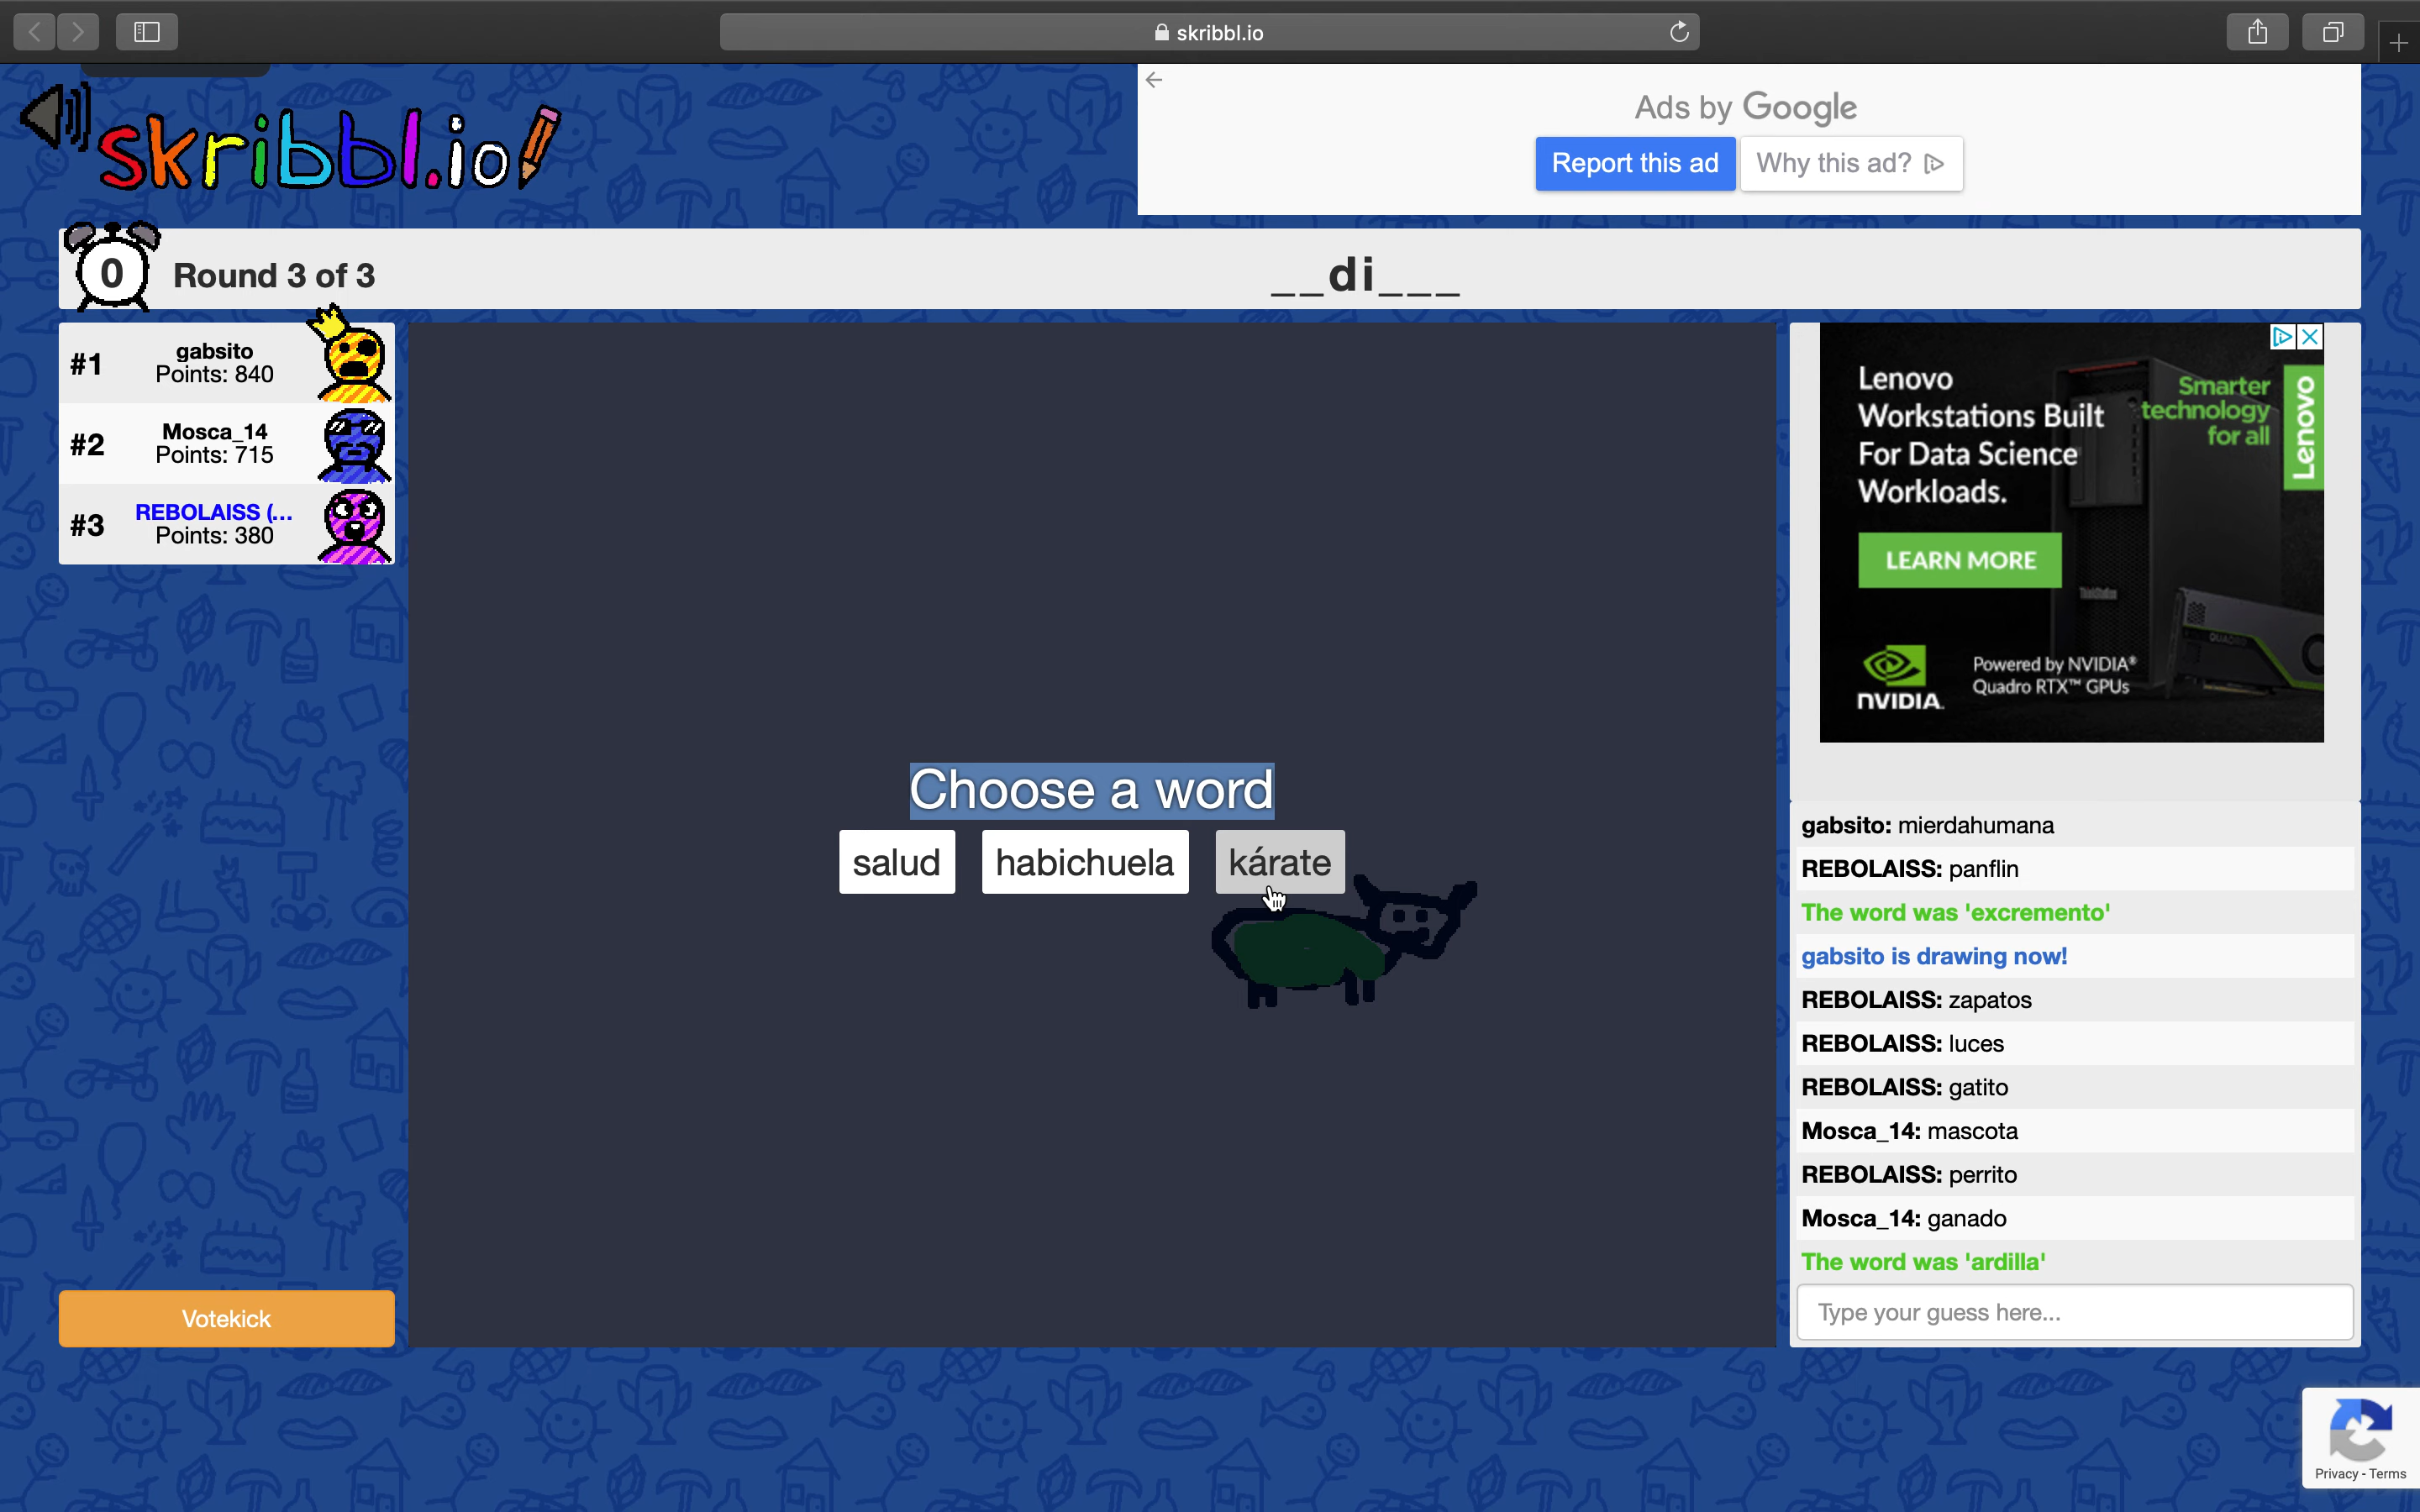 skribbl.io
skribbl.io
Ads by Google
Report this ad
Why this ad?
0
Round 3 of 3
__di___
#1
gabsito
Points: 840
#2
Mosca_14
Points: 715
#3
REBOLAISS (...
Points: 380
Votekick
Choose a word
salud
habichuela
kárate
Lenovo
Workstations Built
For Data Science
Workloads.
Smarter
technology
for all
Lenovo
LEARN MORE
NVIDIA.
Powered by NVIDIA®
Quadro RTX™ GPUs
gabsito: mierdahumana
REBOLAISS: panflin
The word was 'excremento'
gabsito is drawing now!
REBOLAISS: zapatos
REBOLAISS: luces
REBOLAISS: gatito
Mosca_14: mascota
REBOLAISS: perrito
Mosca_14: ganado
The word was 'ardilla'
Type your guess here...
Privacy - Terms